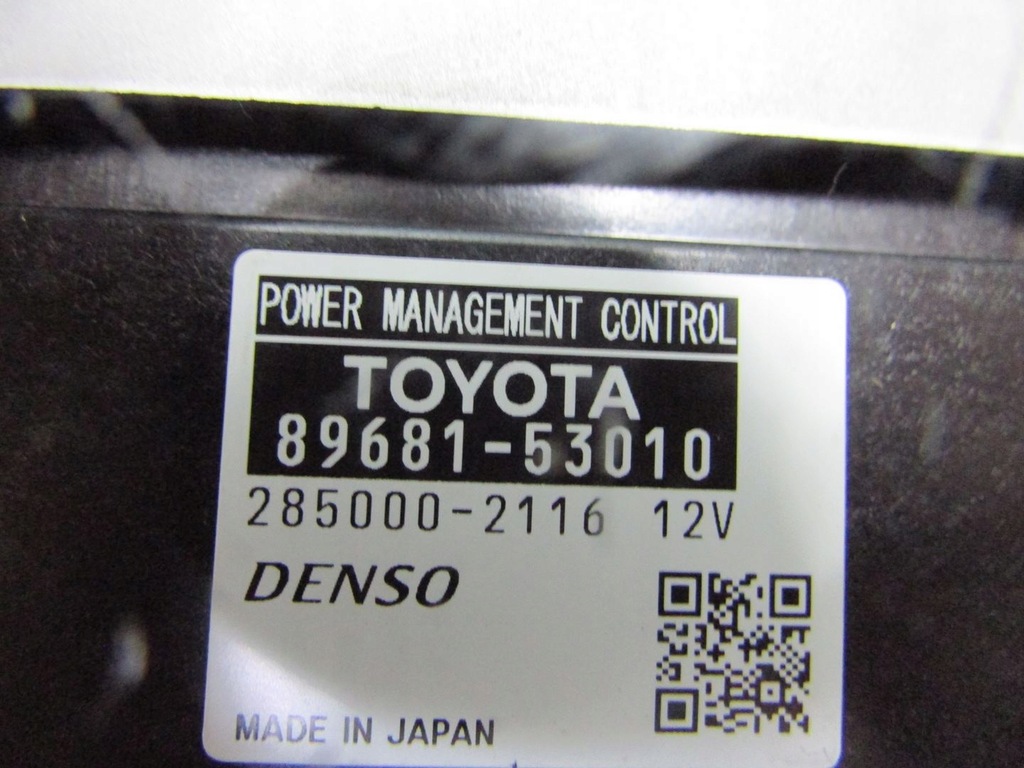 POWER MANAGEMENT CONTROL
TOYOTA
89681-53010
285000-2116 12V
DENSO
MADE IN JAPAN